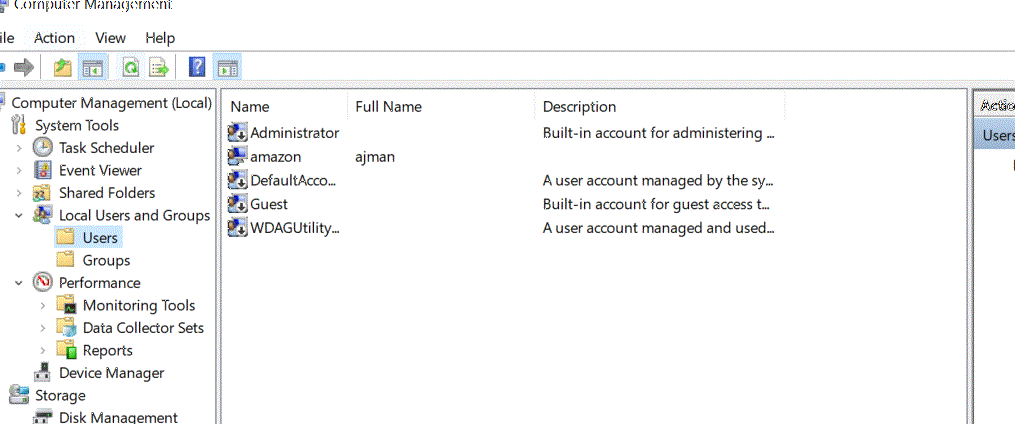 Computer Management
ile Action View Help
Computer Management (Local)
System Tools
Task Scheduler
Event Viewer
Shared Folders
Local Users and Groups
Users
Groups
Performance
Monitoring Tools
Data Collector Sets
Reports
Device Manager
Storage
Disk Management
Name Full Name Description
Administrator Built-in account for administering ...
amazon ajman
DefaultAcco... A user account managed by the sy...
Guest Built-in account for guest access t...
WDAGUtility... A user account managed and used...
Actio
Users